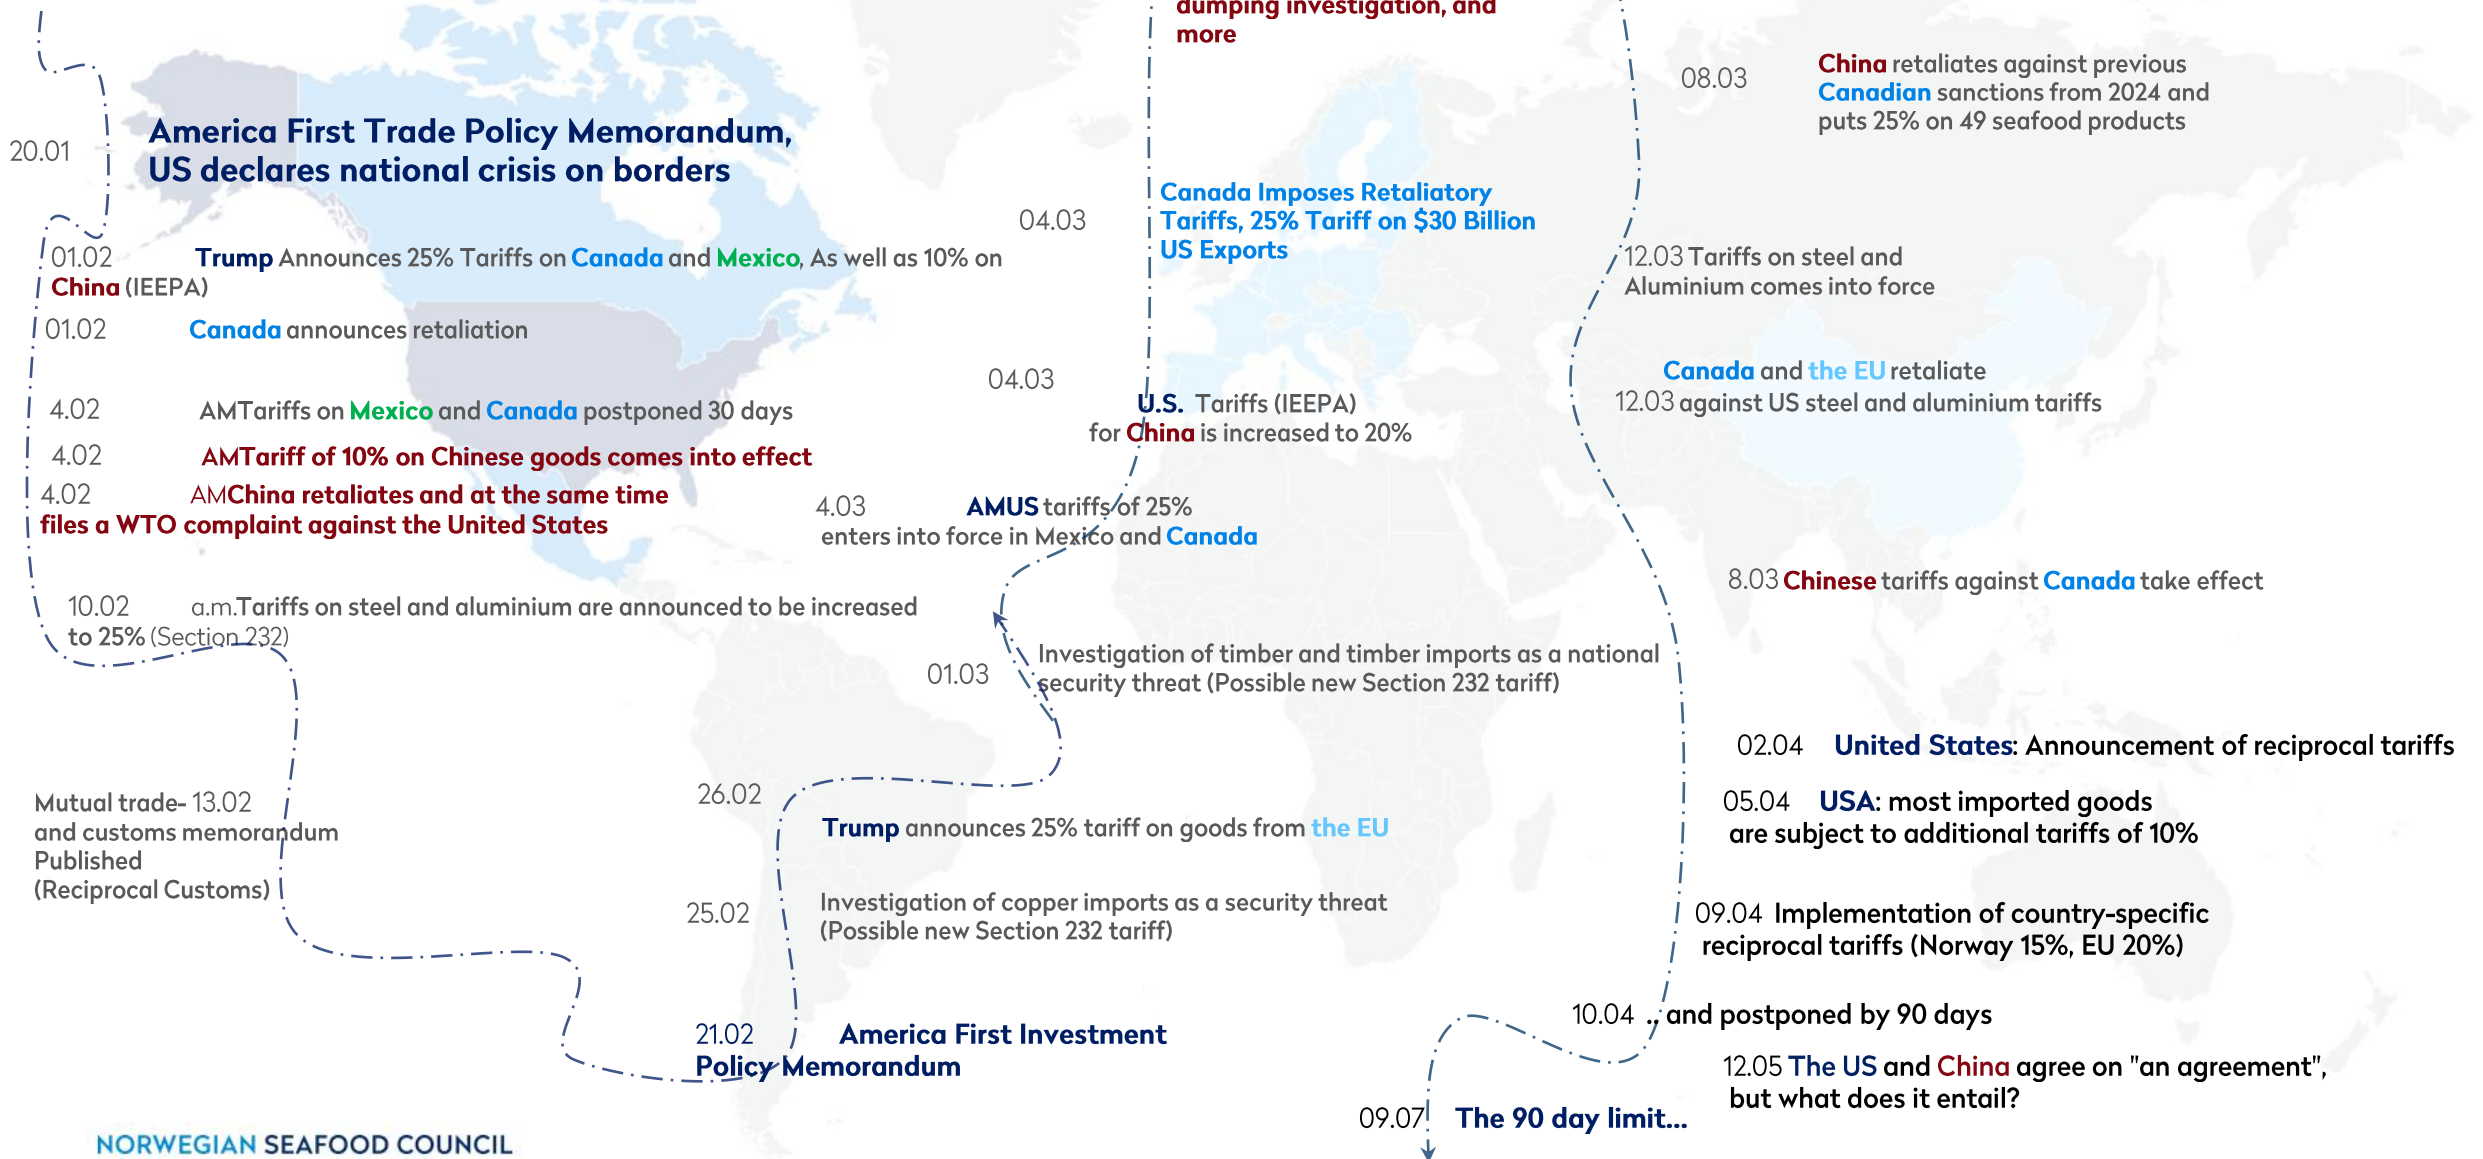 20.01 America First Trade Policy Memorandum,
US declares national crisis on borders
01.02 Trump Announces 25% Tariffs on Canada and Mexico, As well as 10% on
China (IEEPA)
01.02 Canada announces retaliation
4.02 AMTariffs on Mexico and Canada postponed 30 days
4.02 AMTariff of 10% on Chinese goods comes into effect
4.02 AMChina retaliates and at the same time
files a WTO complaint against the United States
10.02 a.m.Tariffs on steel and aluminium are announced to be increased
to 25% (Section 232)
Mutual trade- 13.02
and customs memorandum
Published
(Reciprocal Customs)
21.02 America First Investment
Policy Memorandum
25.02 Investigation of copper imports as a security threat
(Possible new Section 232 tariff)
26.02
Trump announces 25% tariff on goods from the EU
01.03 Investigation of timber and timber imports as a national
security threat (Possible new Section 232 tariff)
4.03 AMUS tariffs of 25%
enters into force in Mexico and Canada
04.03
U.S. Tariffs (IEEPA)
for China is increased to 20%
04.03 Canada Imposes Retaliatory
Tariffs, 25% Tariff on $30 Billion
US Exports
dumping investigation, and
more
08.03 China retaliates against previous
Canadian sanctions from 2024 and
puts 25% on 49 seafood products
12.03 Tariffs on steel and
Aluminium comes into force
Canada and the EU retaliate
12.03 against US steel and aluminium tariffs
8.03 Chinese tariffs against Canada take effect
02.04 United States: Announcement of reciprocal tariffs
05.04 USA: most imported goods
are subject to additional tariffs of 10%
09.04 Implementation of country-specific
reciprocal tariffs (Norway 15%, EU 20%)
10.04 .. and postponed by 90 days
12.05 The US and China agree on "an agreement",
but what does it entail?
09.07 The 90 day limit...
NORWEGIAN SEAFOOD COUNCIL